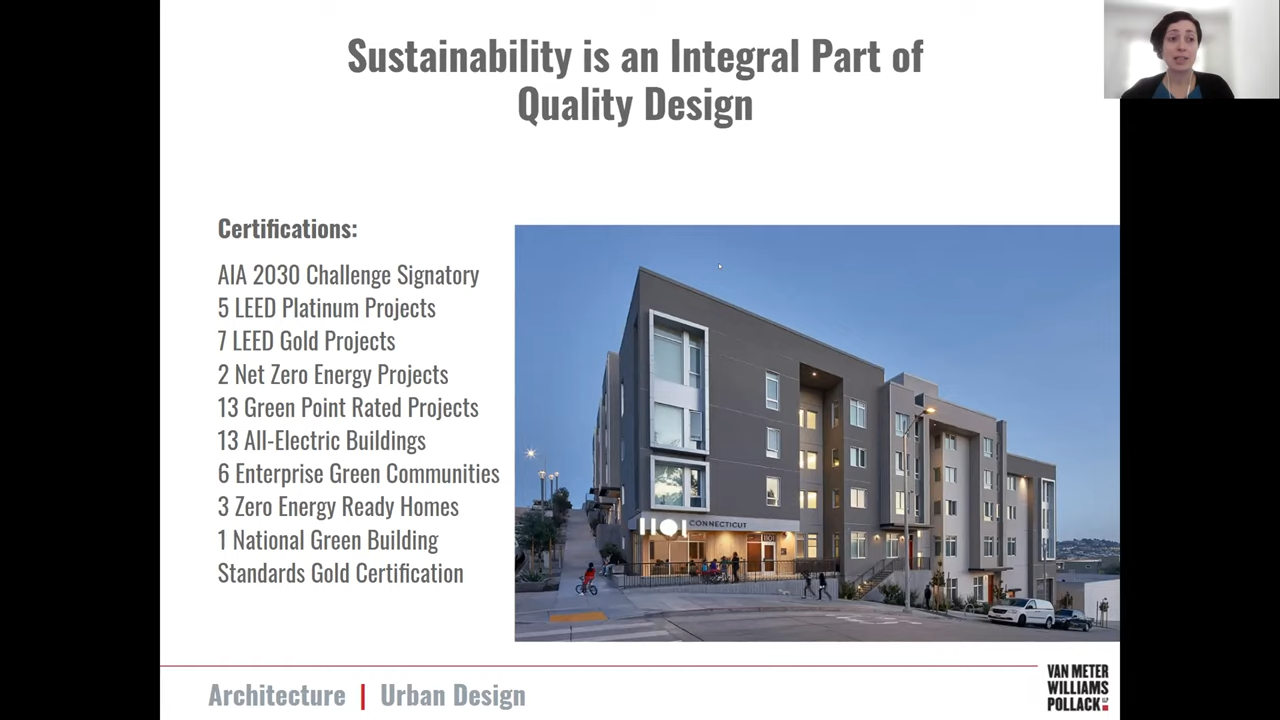 Sustainability is an Integral Part of
Quality Design
Certifications:
AIA 2030 Challenge Signatory
5 LEED Platinum Projects
7 LEED Gold Projects
2 Net Zero Energy Projects
13 Green Point Rated Projects
13 All-Electric Buildings
6 Enterprise Green Communities
3 Zero Energy Ready Homes
1 National Green Building
Standards Gold Certification
1101 CONNECTICUT
1101
Architecture | Urban Design
VAN METER
WILLIAMS
POLLACK LLP